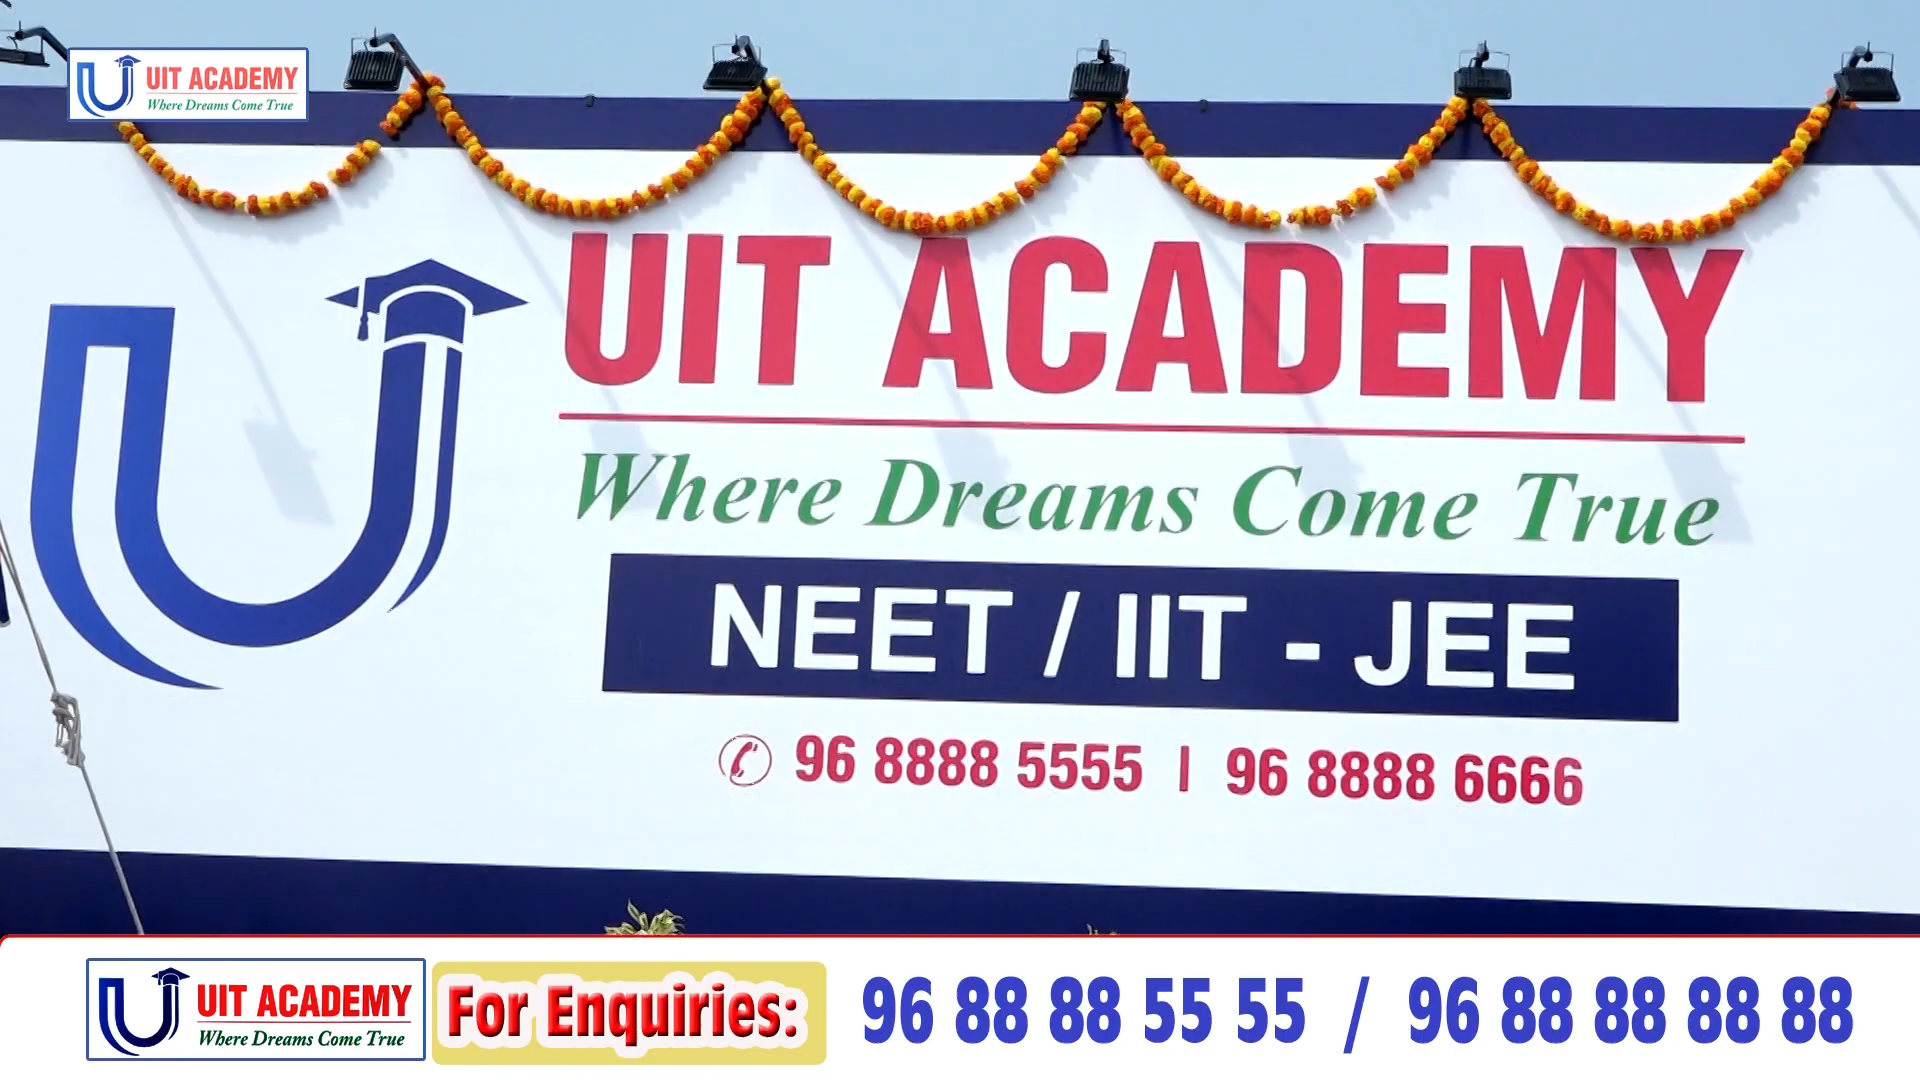 UIT ACADEMY
Where Dreams Come True
UIT ACADEMY
Where Dreams Come True
NEET / IIT - JEE
96 8888 5555 | 96 8888 6666
UIT ACADEMY
Where Dreams Come True
For Enquiries:
96 88 88 55 55 / 96 88 88 88 88